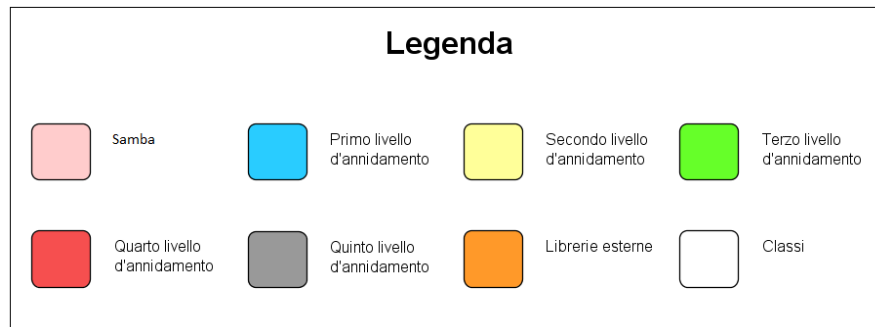 Legenda
Samba
Primo livello
d'annidamento
Secondo livello
d'annidamento
Terzo livello
d'annidamento
Quarto livello
d'annidamento
Quinto livello
d'annidamento
Librerie esterne
Classi